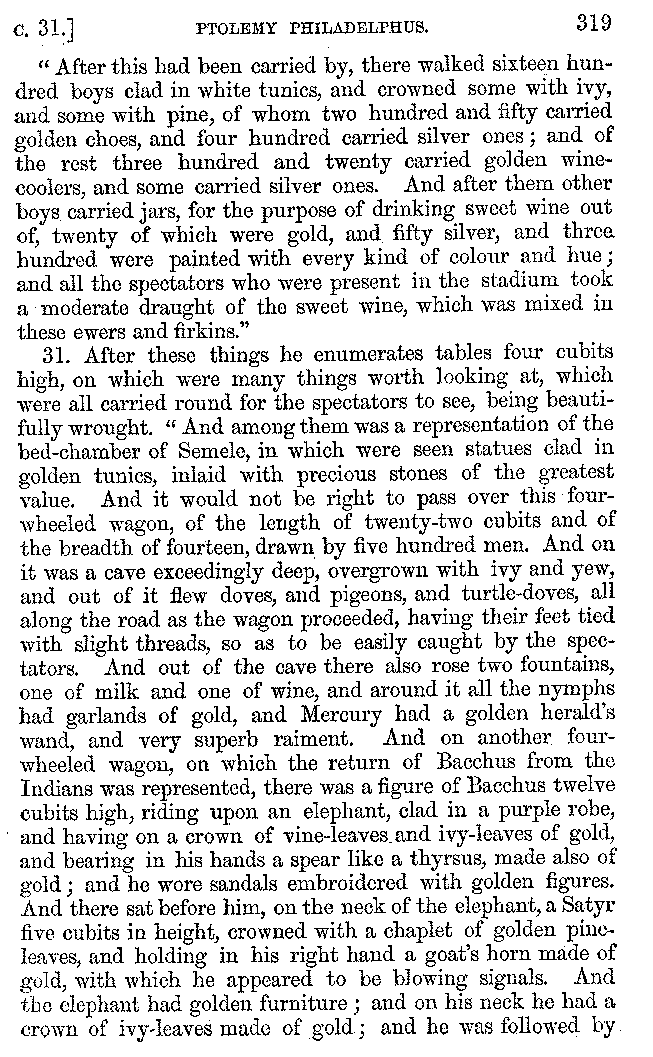 C. 31.] PTOLEMY PHILADELPHUS. 319
“ After this had been carried by, there walked sixteen hun-
dred boys clad in white tunics, and crowned some with ivy,
and some with pine, of whom two hundred and fifty carried
golden choes, and four hundred carried silver ones ; and of
the rest three hundred and twenty carried golden wine-
coolers, and some carried silver ones. And after them other
boys carried jars, for the purpose of drinking sweet wine out
of, twenty of which were gold, and fifty silver, and three
hundred were painted with every kind of colour and hue ;
and all the spectators who were present in the stadium took
a moderate draught of the sweet wine, which was mixed in
these ewers and firkins.”
31. After these things he enumerates tables four cubits
high, on which were many things worth looking at, which
were all carried round for the spectators to see, being beauti-
fully wrought. “ And among them was a representation of the
bed-chamber of Semele, in which were seen statues clad in
golden tunics, inlaid with precious stones of the greatest
value. And it would not be right to pass over this four-
wheeled wagon, of the length of twenty-two cubits and of
the breadth of fourteen, drawn by five hundred men. And on
it was a cave exceedingly deep, overgrown with ivy and yew,
and out of it flew doves, and pigeons, and turtle-doves, all
along the road as the wagon proceeded, having their feet tied
with slight threads, so as to be easily caught by the spec-
tators. And out of the cave there also rose two fountains,
one of milk and one of wine, and around it all the nymphs
had garlands of gold, and Mercury had a golden herald’s
wand, and very superb raiment. And on another four-
wheeled wagon, on which the return of Bacchus from the
Indians was represented, there was a figure of Bacchus twelve
cubits high, riding upon an elephant, clad in a purple robe,
and having on a crown of vine-leaves and ivy-leaves of gold,
and bearing in his hands a spear like a thyrsus, made also of
gold ; and he wore sandals embroidered with golden figures.
And there sat before him, on the neck of the elephant, a Satyr
five cubits in height, crowned with a chaplet of golden pine-
leaves, and holding in his right hand a goat’s horn made of
gold, with which he appeared to be blowing signals. And
the elephant had golden furniture ; and on his neck he had a
crown of ivy-leaves made of gold ; and he was followed by